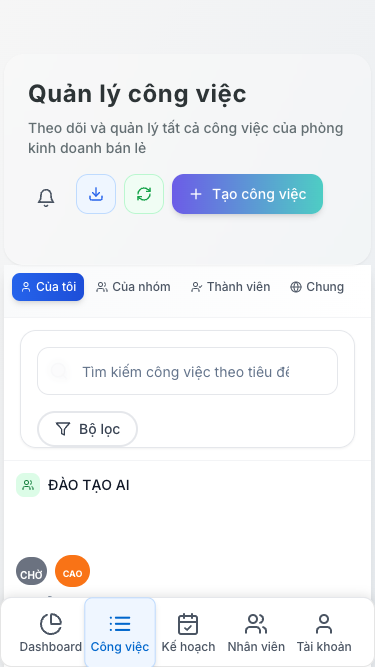 Quản lý công việc
Theo dõi và quản lý tất cả công việc của phòng
kinh doanh bán lẻ
Tạo công việc
Của tôi Của nhóm Thành viên Chung
Tìm kiếm công việc theo tiêu đề
Bộ lọc
ĐÀO TẠO AI
CHỜ CAO
Dashboard Công việc Kế hoạch Nhân viên Tài khoản